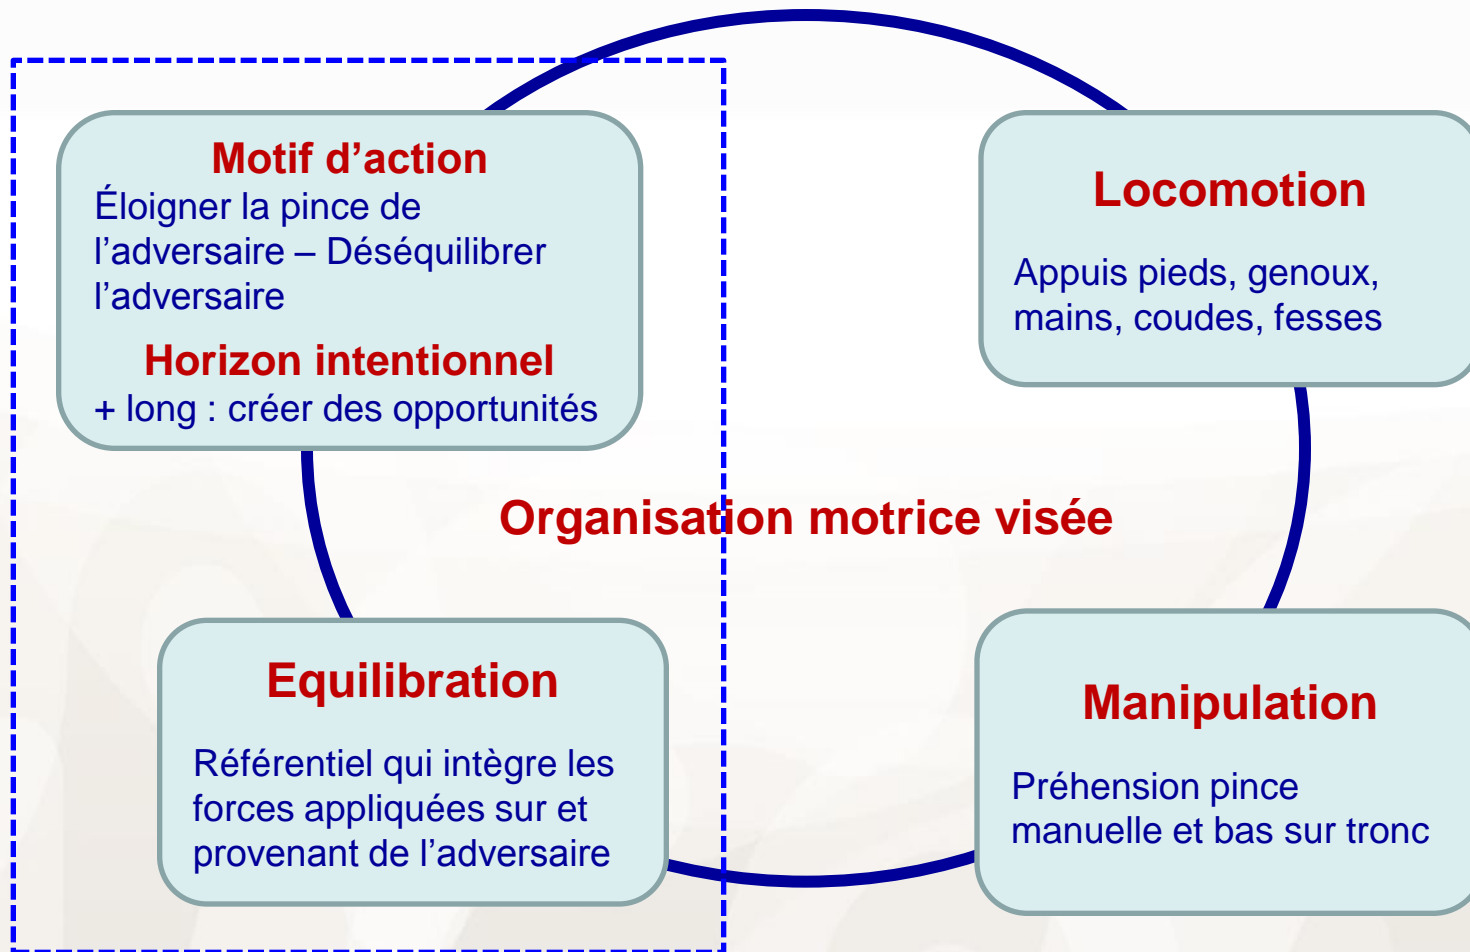 Motif d’action
Éloigner la pince de
l’adversaire – Déséquilibrer
l’adversaire
Horizon intentionnel
+ long : créer des opportunités
Locomotion
Appuis pieds, genoux,
mains, coudes, fesses
Organisation motrice visée
Equilibration
Référentiel qui intègre les
forces appliquées sur et
provenant de l’adversaire
Manipulation
Préhension pince
manuelle et bas sur tronc